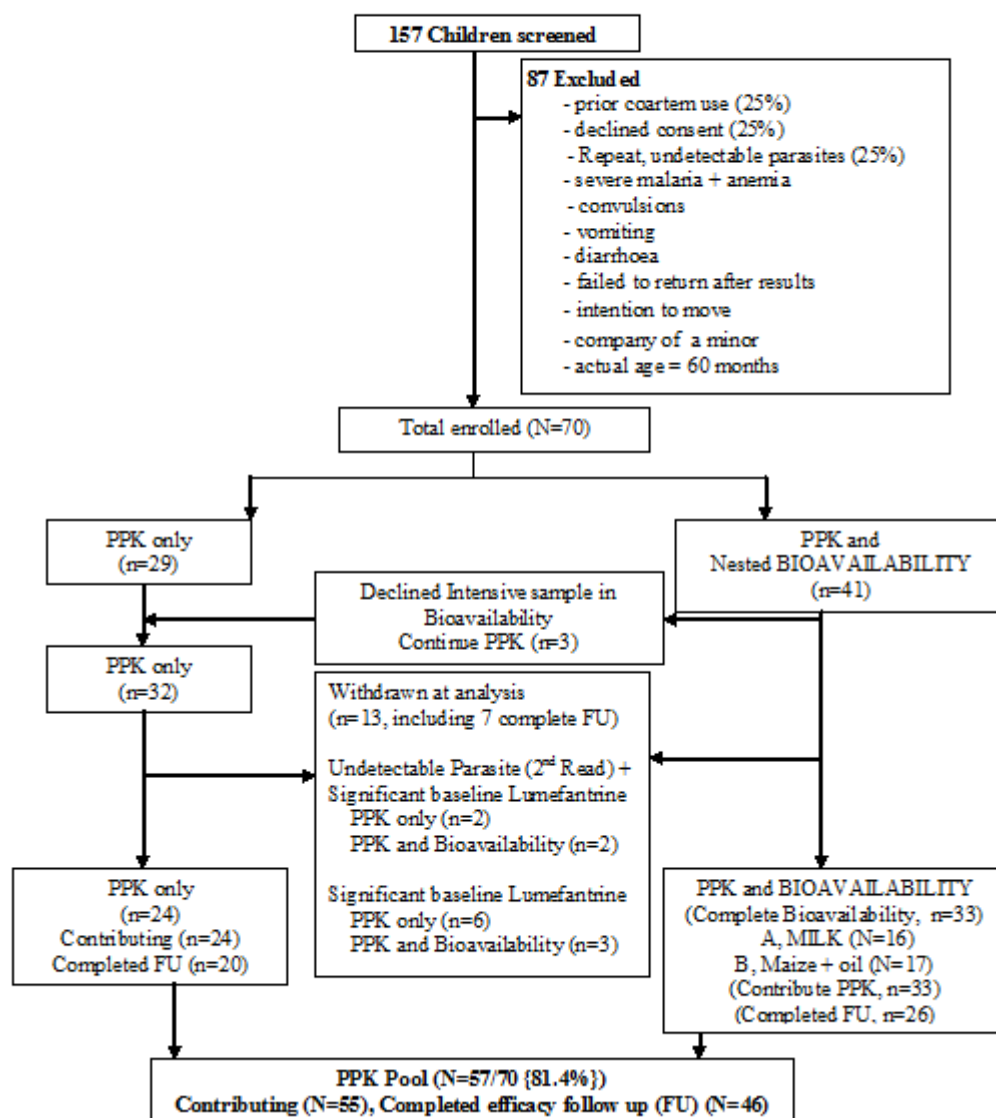 157 Children screened
87 Excluded
- prior coartem use (25%)
- declined consent (25%)
- Repeat, undetectable parasites (25%)
- severe malaria + anemia
- convulsions
- vomiting
- diarrhoea
- failed to return after results
- intention to move
- company of a minor
- actual age = 60 months
Total enrolled (N=70)
PPK only
(n=29)
PPK and
Nested BIOAVAILABILITY
(n=41)
Declined Intensive sample in
Bioavailability
Continue PPK (n=3)
PPK only
(n=32)
Withdrawn at analysis
(n=13, including 7 complete FU)
Undetectable Parasite (2nd Read) +
Significant baseline Lumefantrine
PPK only (n=2)
PPK and Bioavailability (n=2)
Significant baseline Lumefantrine
PPK only (n=6)
PPK and Bioavailability (n=3)
PPK only
(n=24)
Contributing (n=24)
Completed FU (n=20)
PPK and BIOAVAILABILITY
(Complete Bioavailability, n=33)
A, MILK (N=16)
B, Maize + oil (N=17)
(Contribute PPK, n=33)
(Completed FU, n=26)
PPK Pool (N=57/70 {81.4%})
Contributing (N=55), Completed efficacy follow up (FU) (N=46)